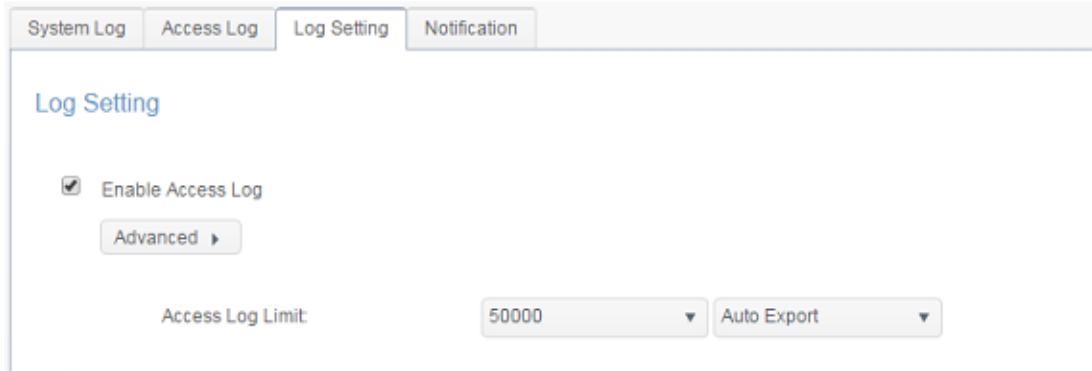 System Log Access Log Log Setting Notification
Log Setting
Enable Access Log
Advanced
Access Log Limit: 50000 Auto Export